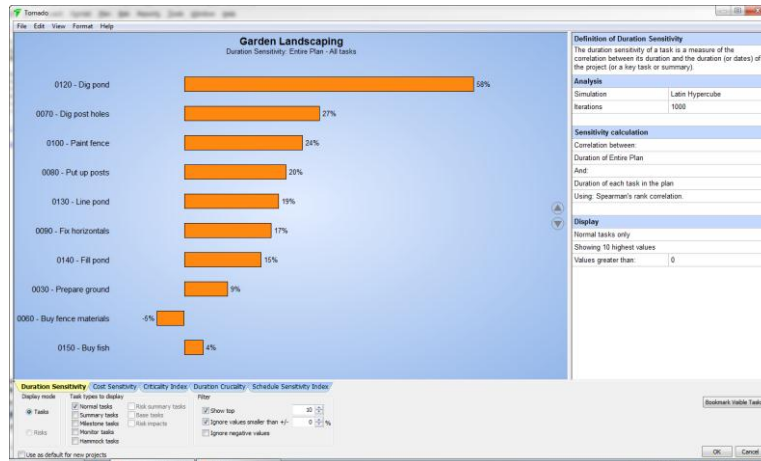 Tornado
File Edit View Format Help
Garden Landscaping
Duration Sensitivity: Entire Plan - All tasks
0120 - Dig pond 58%
0070 - Dig post holes 27%
0100 - Paint fence 24%
0080 - Put up posts 20%
0130 - Line pond 19%
0090 - Fix horizontals 17%
0140 - Fill pond 15%
0030 - Prepare ground 9%
0060 - Buy fence materials -5%
0150 - Buy fish 4%
Definition of Duration Sensitivity
The duration sensitivity of a task is a measure of the
correlation between its duration and the duration (or dates) of
the project (or a key task or summary).
Analysis
Simulation Latin Hypercube
Iterations 1000
Sensitivity calculation
Correlation between:
Duration of Entire Plan
And:
Duration of each task in the plan
Using: Spearman's rank correlation.
Display
Normal tasks only
Showing 10 highest values
Values greater than: 0
Duration Sensitivity Cost Sensitivity Criticality Index Duration Cruciality Schedule Sensitivity Index
Display mode Task types to display Filter
Tasks Normal tasks Risk summary tasks Show top 10
Summary tasks Base tasks
Milestone tasks Risk impacts Ignore values smaller than +/- 0 %
Risks Monitor tasks Ignore negative values
Hammock tasks
Bookmark Visible Tasks
Use as default for new projects
OK Cancel